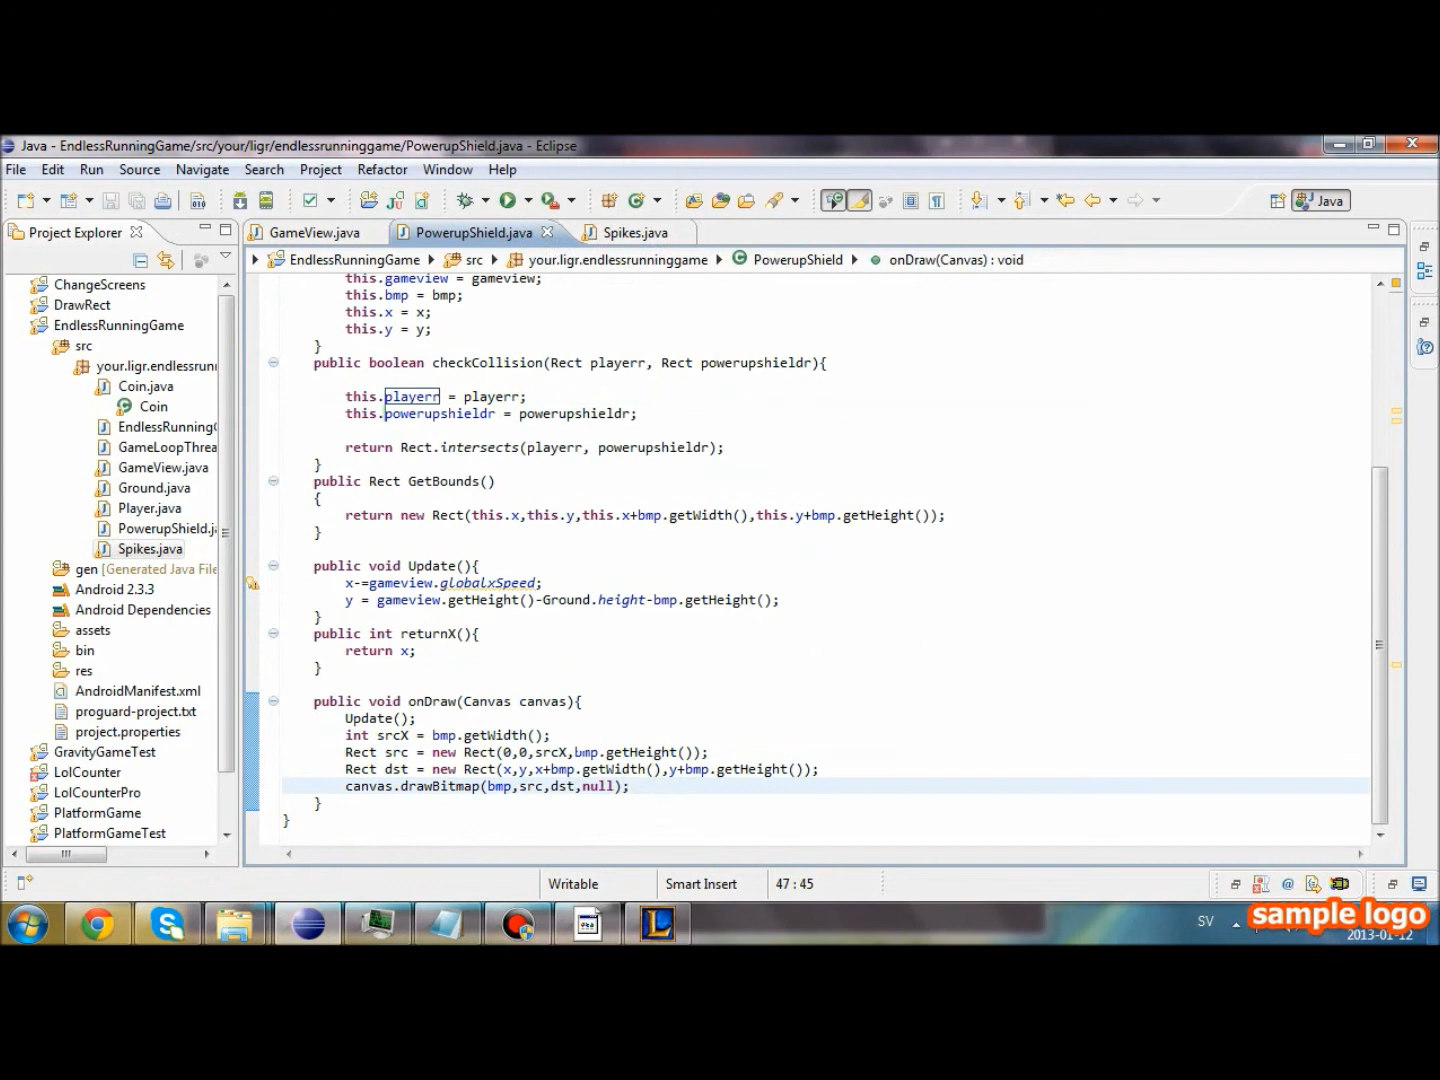 Java - EndlessRunningGame/src/your/ligr/endlessrunninggame/PowerupShield.java - Eclipse
File Edit Run Source Navigate Search Project Refactor Window Help
Java
Project Explorer
GameView.java PowerupShield.java Spikes.java
EndlessRunningGame src your.ligr.endlessrunninggame PowerupShield onDraw(Canvas) : void
ChangeScreens
DrawRect
EndlessRunningGame
src
your.ligr.endlessrunn
Coin.java
Coin
EndlessRunningG
GameLoopThrea
GameView.java
Ground.java
Player.java
PowerupShield.ja
Spikes.java
gen [Generated Java File
Android 2.3.3
Android Dependencies
assets
bin
res
AndroidManifest.xml
proguard-project.txt
project.properties
GravityGameTest
LolCounter
LolCounterPro
PlatformGame
PlatformGameTest
this.gameview = gameview;
this.bmp = bmp;
this.x = x;
this.y = y;
}
public boolean checkCollision(Rect playerr, Rect powerupshieldr){
this.playerr = playerr;
this.powerupshieldr = powerupshieldr;
return Rect.intersects(playerr, powerupshieldr);
}
public Rect GetBounds()
{
return new Rect(this.x,this.y,this.x+bmp.getWidth(),this.y+bmp.getHeight());
}
public void Update(){
x-=gameview.globalxSpeed;
y = gameview.getHeight()-Ground.height-bmp.getHeight();
}
public int returnX(){
return x;
}
public void onDraw(Canvas canvas){
Update();
int srcX = bmp.getWidth();
Rect src = new Rect(0,0,srcX,bmp.getHeight());
Rect dst = new Rect(x,y,x+bmp.getWidth(),y+bmp.getHeight());
canvas.drawBitmap(bmp,src,dst,null);
}
}
Writable Smart Insert 47 : 45
SV
sample logo
2013-01-12